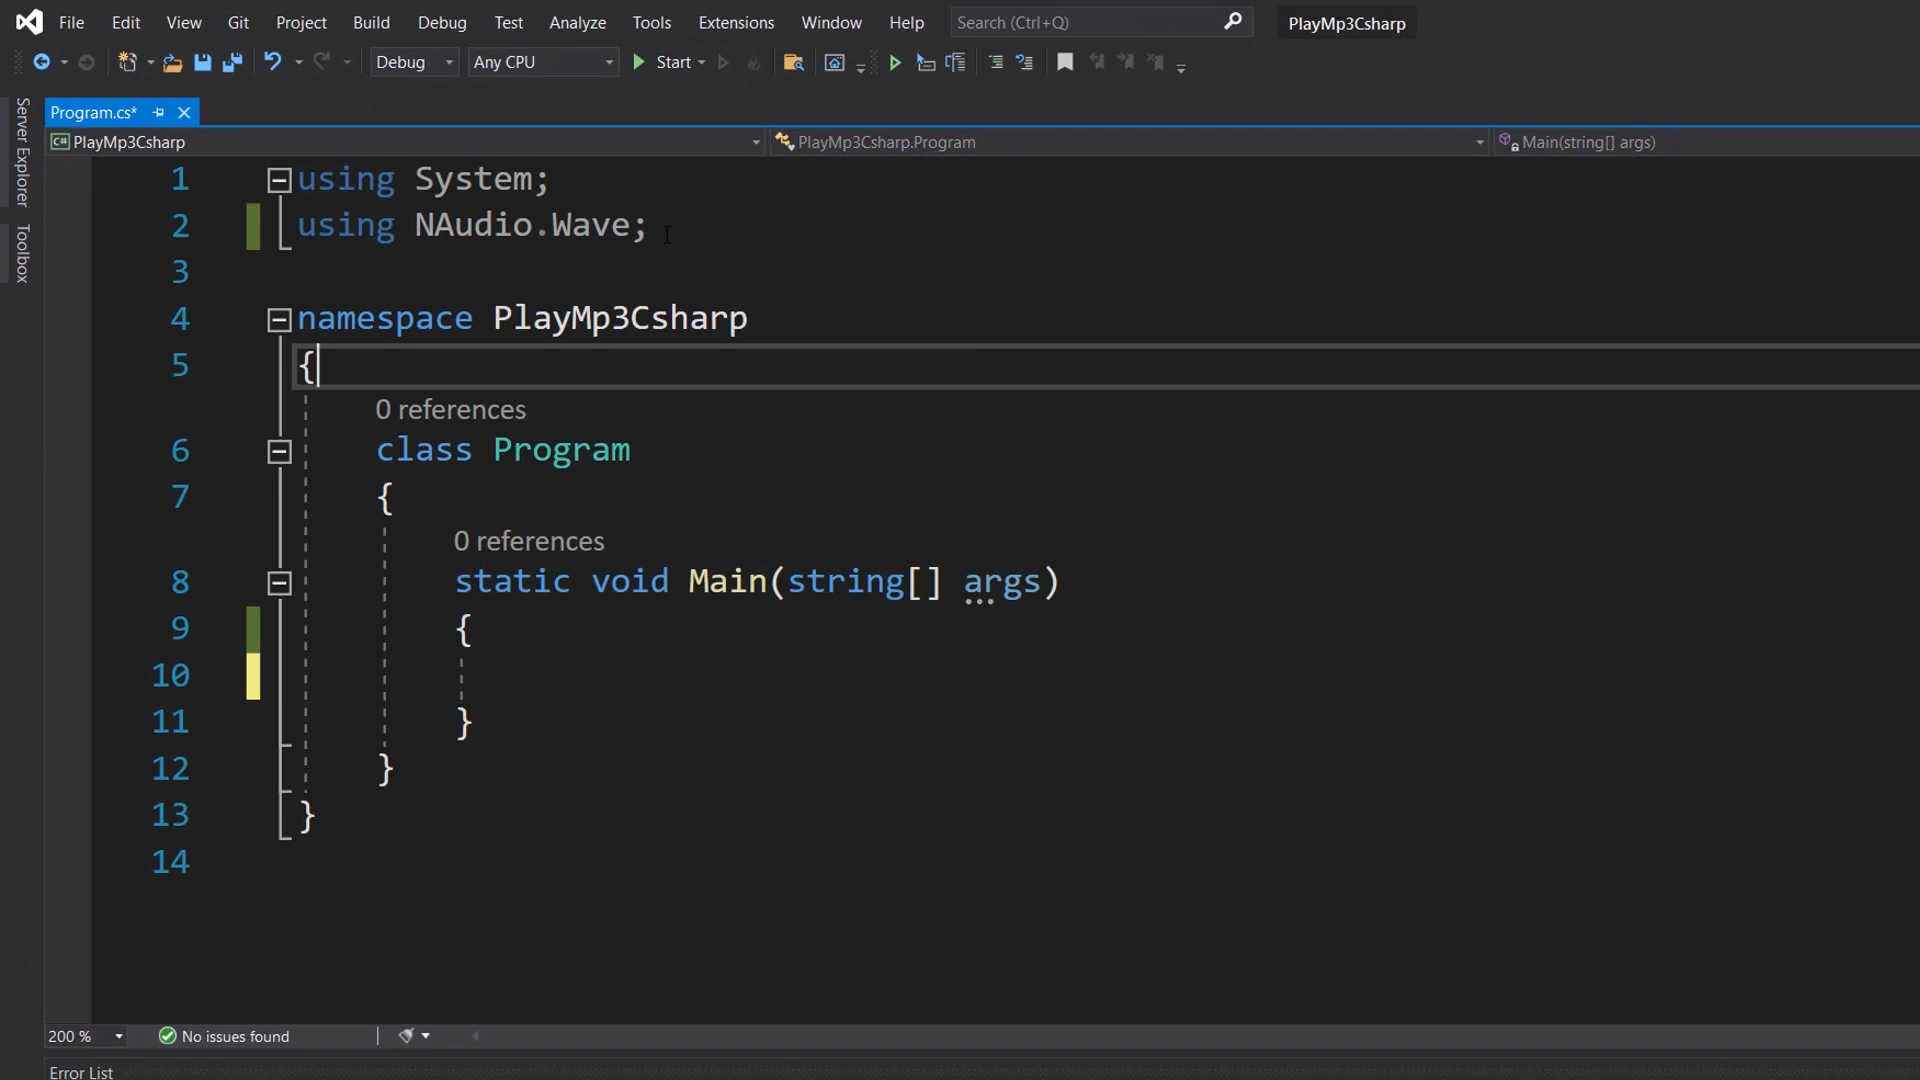 File Edit View Git Project Build Debug Test Analyze Tools Extensions Window Help Search (Ctrl+Q) PlayMp3Csharp
Debug Any CPU Start
Program.cs*
C# PlayMp3Csharp PlayMp3Csharp.Program Main(string[] args)
Server Explorer
Toolbox
1 using System;
2 using NAudio.Wave;
3
4 namespace PlayMp3Csharp
5 {
0 references
6 class Program
7 {
0 references
8 static void Main(string[] args)
9 {
10
11 }
12 }
13 }
14
200 % No issues found
Error List